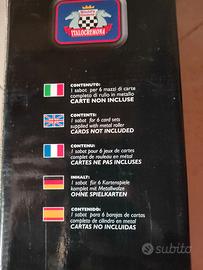 ITALOCREMONA
CONTENUTO:
1 sabot per 6 mazzi di carte
completo di rullo in metallo
CARTE NON INCLUSE
CONTENTS:
1 sabot for 6 card sets
supplied with metal roller
CARDS NOT INCLUDED
CONTENU:
1 sabot pour 6 jeux de cartes
complet de rouleau en métal
CARTES NE PAS INCLUSES
INHALT:
1 sabot für 6 Kartenspiele
komplet mit Metallwalze
OHNE SPIELKARTEN
CONTENIDO:
1 sabot para 6 barajas de cartas
completo de cilindro en metal
CARTAS NO INCLUIDAS
subito